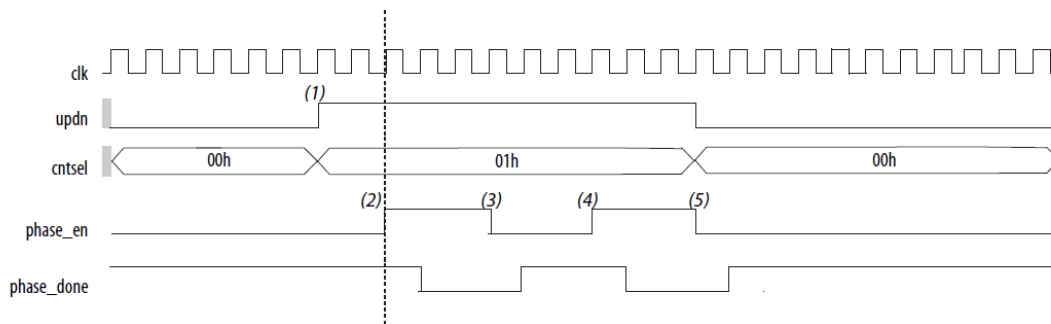 clk
(1)
updn
00h 01h 00h
cntsel
(2) (3) (4) (5)
phase_en
phase_done